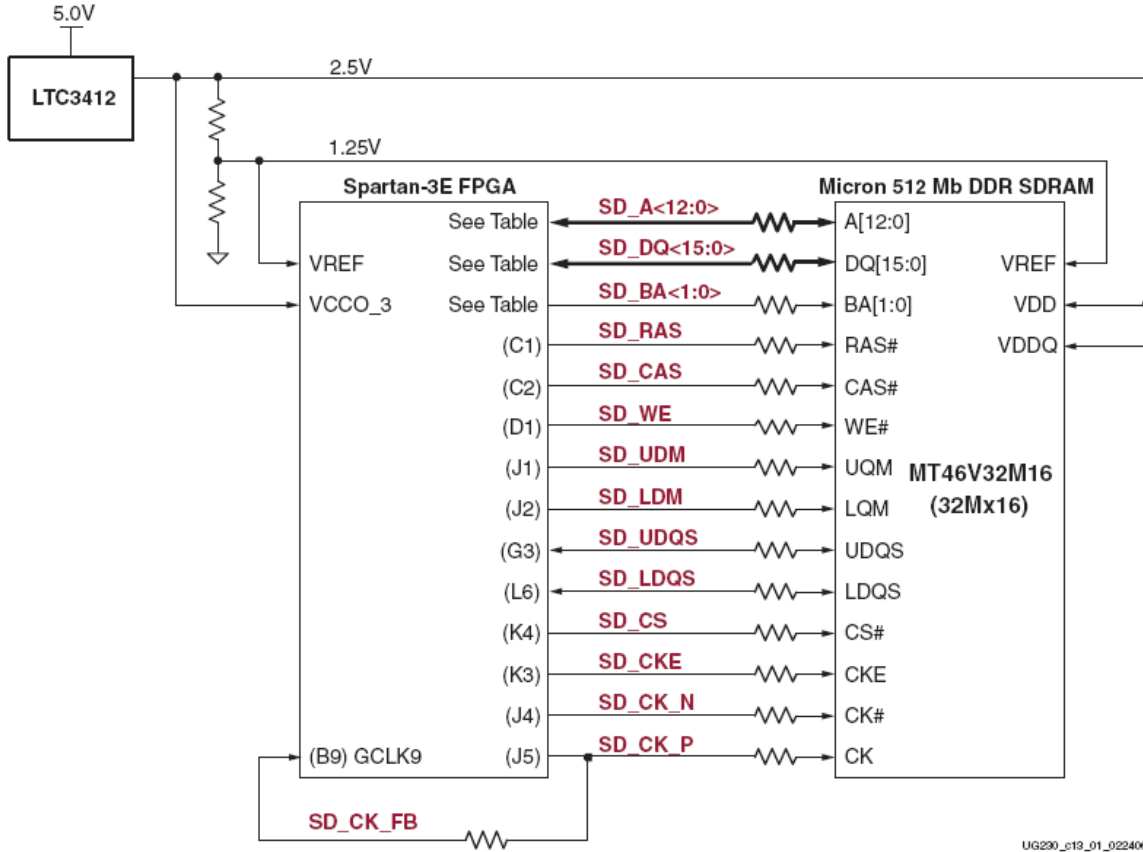 5.0V
LTC3412
2.5V
1.25V
Spartan-3E FPGA
Micron 512 Mb DDR SDRAM
See Table
SD_A<12:0>
A[12:0]
VREF
See Table
SD_DQ<15:0>
DQ[15:0]
VREF
VCCO_3
See Table
SD_BA<1:0>
BA[1:0]
VDD
(C1)
SD_RAS
RAS#
VDDQ
(C2)
SD_CAS
CAS#
(D1)
SD_WE
WE#
(J1)
SD_UDM
UQM
MT46V32M16
(32Mx16)
(J2)
SD_LDM
LQM
(G3)
SD_UDQS
UDQS
(L6)
SD_LDQS
LDQS
(K4)
SD_CS
CS#
(K3)
SD_CKE
CKE
(J4)
SD_CK_N
CK#
(B9) GCLK9
(J5)
SD_CK_P
CK
SD_CK_FB